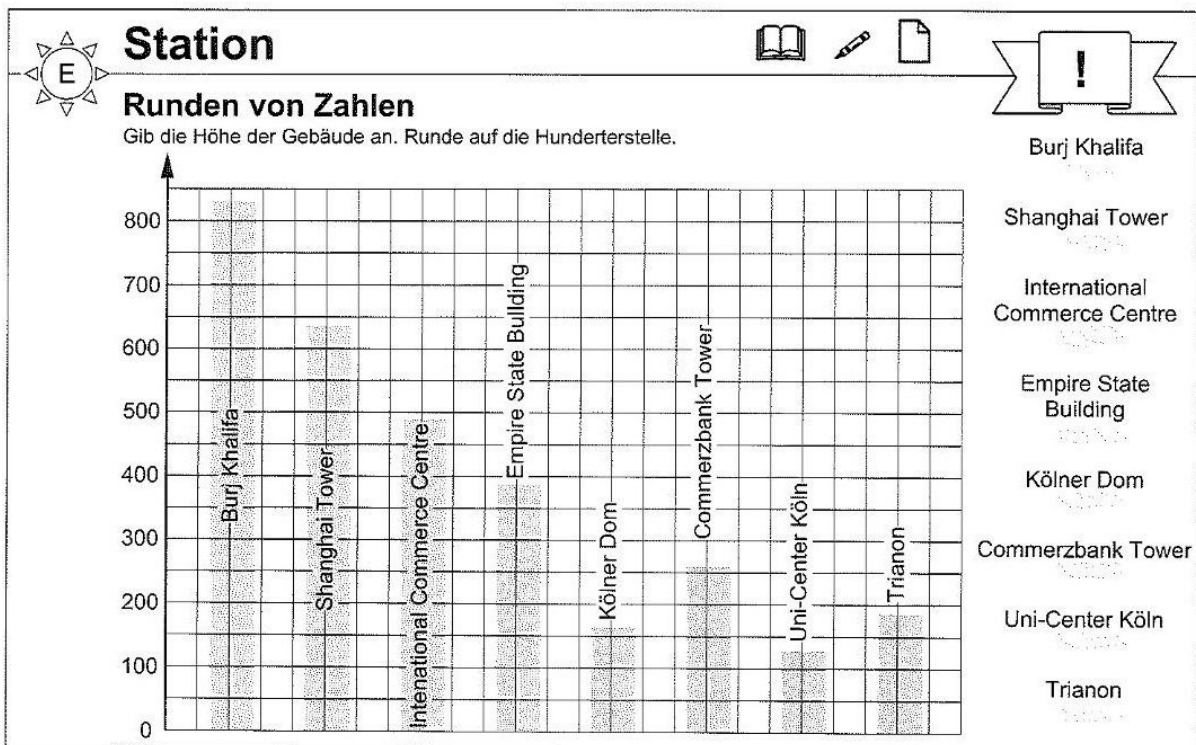 E
Station
!
Runden von Zahlen
Gib die Höhe der Gebäude an. Runde auf die Hunderterstelle.
800
700
600
500
400
300
200
100
0
Burj Khalifa
Shanghai Tower
Intenational Commerce Centre
Empire State Building
Kölner Dom
Commerzbank Tower
Uni-Center Köln
Trianon
Burj Khalifa
Shanghai Tower
International
Commerce Centre
Empire State
Building
Kölner Dom
Commerzbank Tower
Uni-Center Köln
Trianon